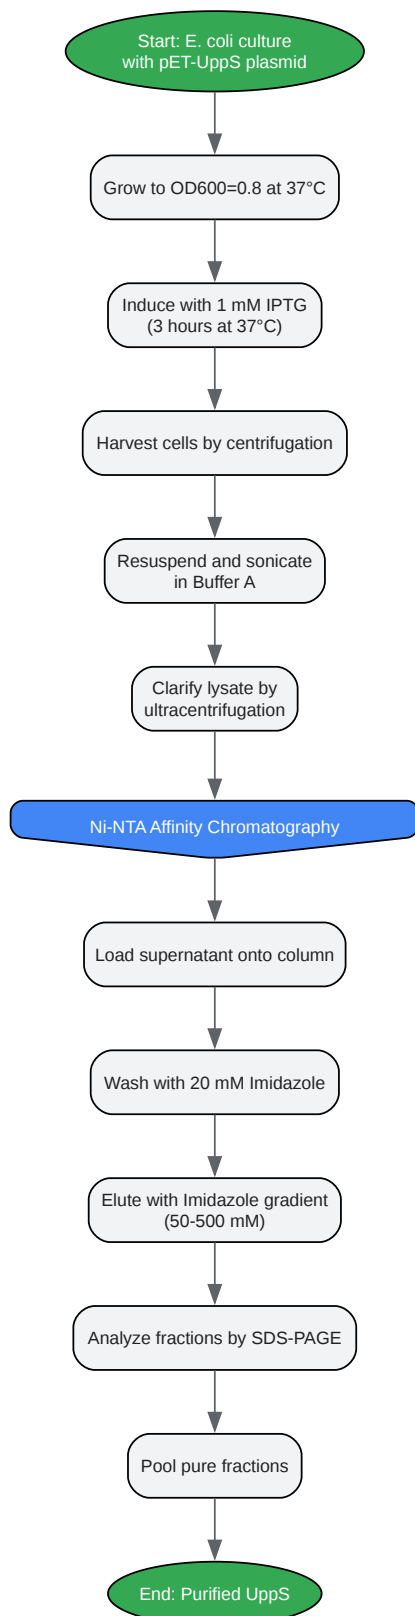 Start: E. coli culture
with pET-UppS plasmid
Grow to OD600=0.8 at 37°C
Induce with 1 mM IPTG
(3 hours at 37°C)
Harvest cells by centrifugation
Resuspend and sonicate
in Buffer A
Clarify lysate by
ultracentrifugation
Ni-NTA Affinity Chromatography
Load supernatant onto column
Wash with 20 mM Imidazole
Elute with Imidazole gradient
(50-500 mM)
Analyze fractions by SDS-PAGE
Pool pure fractions
End: Purified UppS